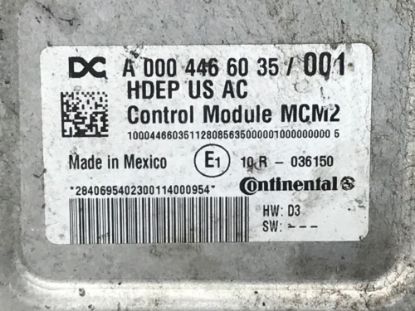 DC A 000 446 60 35 / 001
HDEP US AC
Control Module MCM2
10004466035112808563500000100000000 5
Made in Mexico E1 10 R - 036150
*2840695402300114000954* Continental
HW: D3
SW: ---